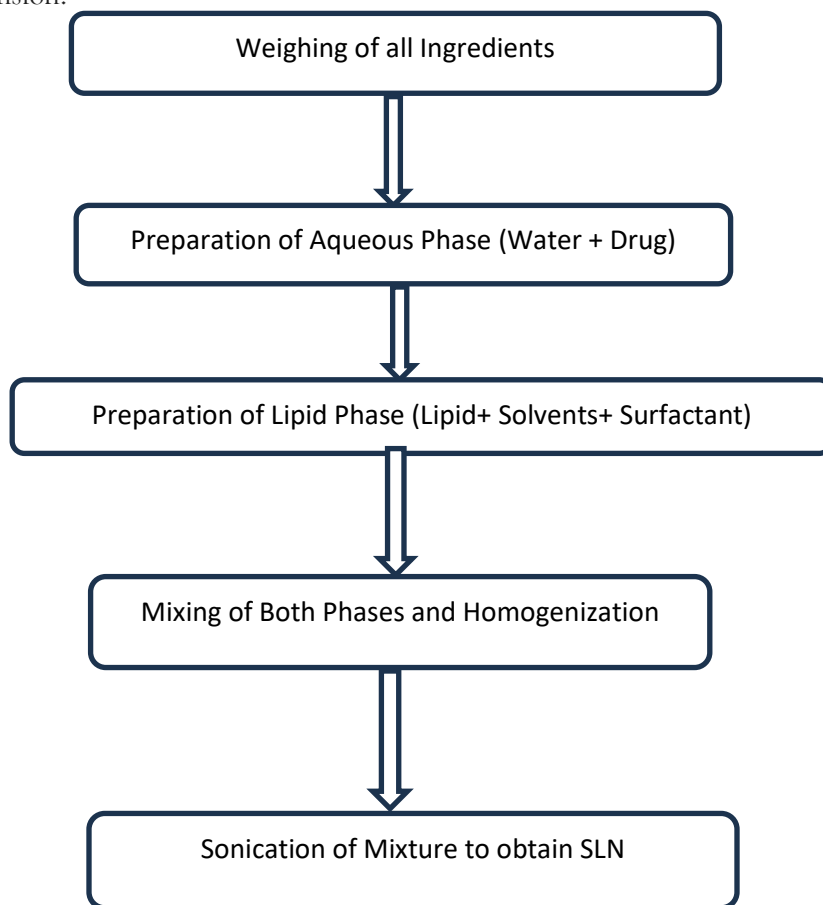 Weighing of all Ingredients
Preparation of Aqueous Phase (Water + Drug)
Preparation of Lipid Phase (Lipid+ Solvents+ Surfactant)
Mixing of Both Phases and Homogenization
Sonication of Mixture to obtain SLN